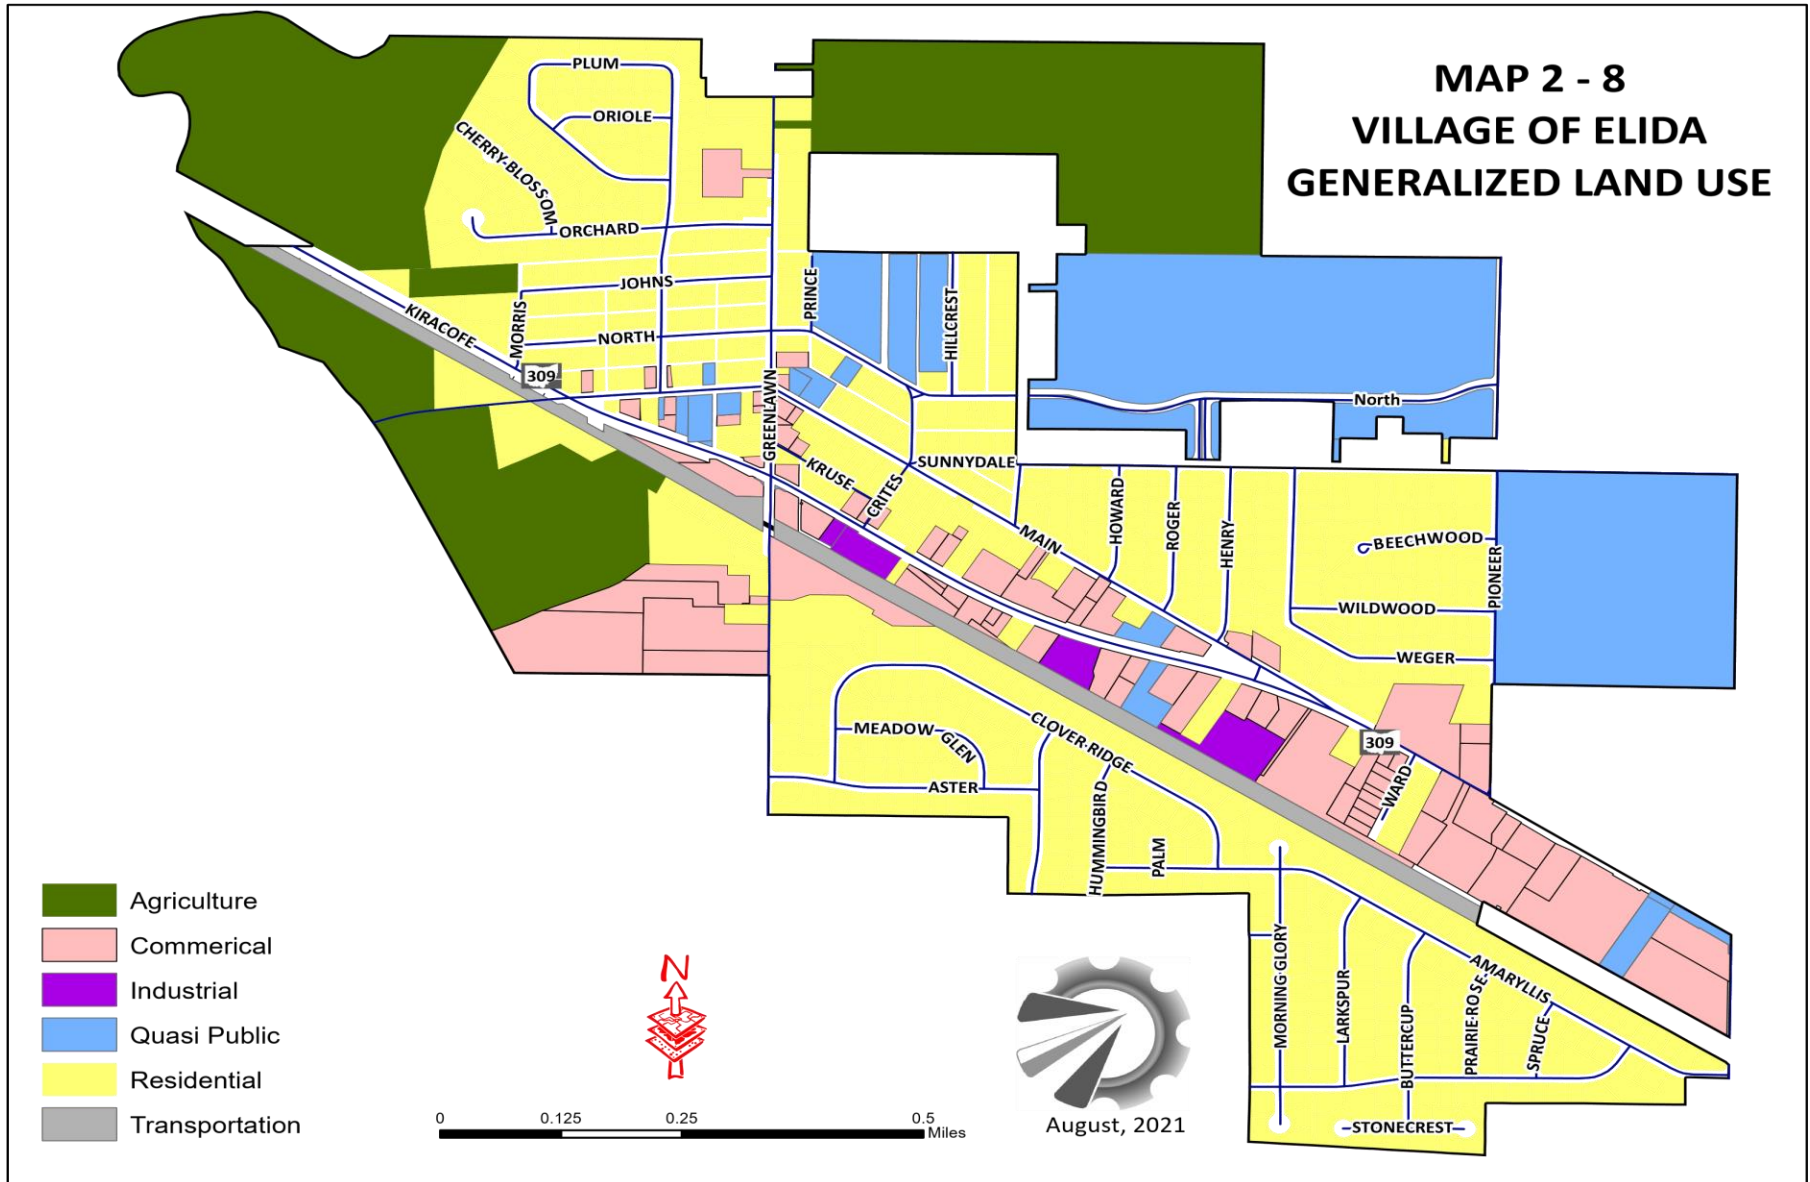 MAP 2 - 8
VILLAGE OF ELIDA
GENERALIZED LAND USE
PLUM
ORIOLE
CHERRY-BLOSSOM
ORCHARD
JOHNS
PRINCE
HILLCREST
KIRACOFE
MORRIS
NORTH
309
GREENLAWN
North
KRUSE
CRITES
SUNNYDALE
MAIN
HOWARD
ROGER
HENRY
BEECHWOOD
PIONEER
WILDWOOD
WEGER
CLOVER-RIDGE
MEADOW
GLEN
ASTER
309
WARD
HUMMINGBIRD
PALM
MORNING-GLORY
LARKSPUR
BUTTERCUP
PRAIRIE-ROSE
AMARYLLIS
SPRUCE
STONECREST
Agriculture
Commerical
Industrial
Quasi Public
Residential
Transportation
N
0 0.125 0.25 0.5
Miles
August, 2021